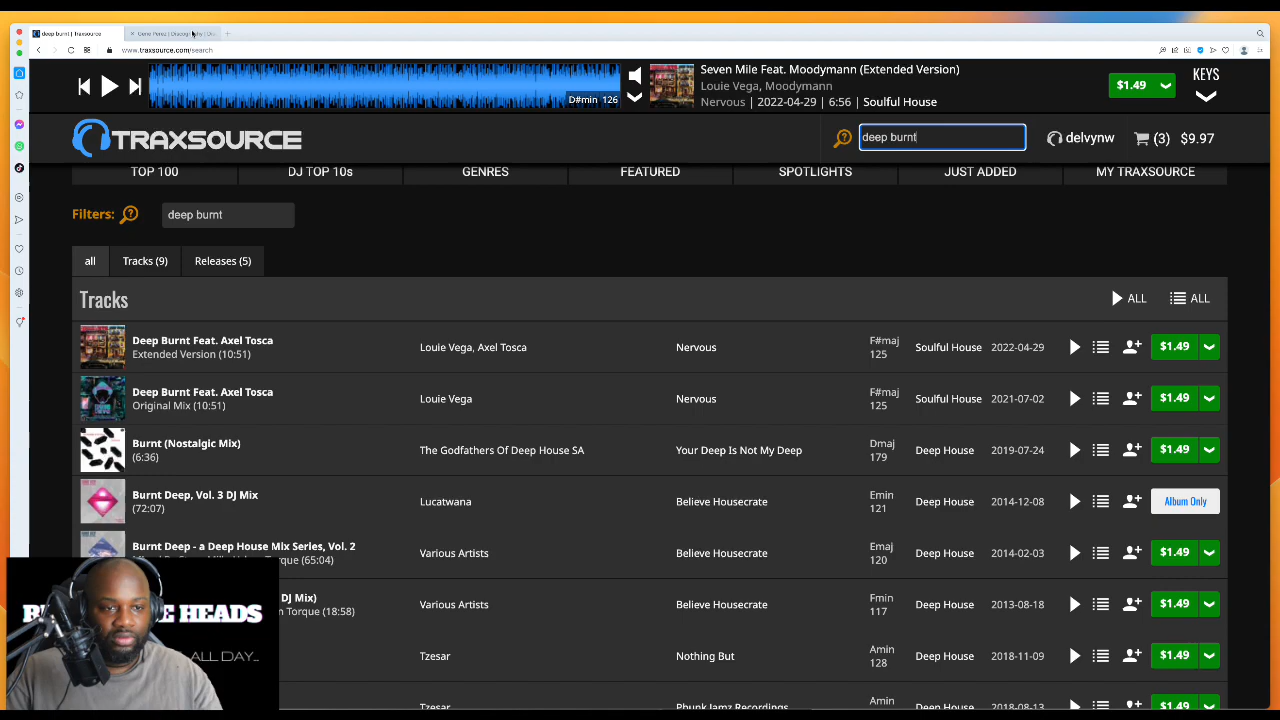 deep burnt | Traxsource
Gene Perez | Discography | Dis
www.traxsource.com/search
D#min 126
Seven Mile Feat. Moodymann (Extended Version)
Louie Vega, Moodymann
Nervous | 2022-04-29 | 6:56 | Soulful House
$1.49
KEYS
TRAXSOURCE
deep burnt
delvynw
(3) $9.97
TOP 100
DJ TOP 10s
GENRES
FEATURED
SPOTLIGHTS
JUST ADDED
MY TRAXSOURCE
Filters:
deep burnt
all
Tracks (9)
Releases (5)
Tracks
ALL
ALL
Deep Burnt Feat. Axel Tosca
Extended Version (10:51)
Louie Vega, Axel Tosca
Nervous
F#maj
125
Soulful House
2022-04-29
$1.49
Deep Burnt Feat. Axel Tosca
Original Mix (10:51)
Louie Vega
Nervous
F#maj
125
Soulful House
2021-07-02
$1.49
Burnt (Nostalgic Mix)
(6:36)
The Godfathers Of Deep House SA
Your Deep Is Not My Deep
Dmaj
179
Deep House
2019-07-24
$1.49
Burnt Deep, Vol. 3 DJ Mix
(72:07)
Lucatwana
Believe Housecrate
Emin
121
Deep House
2014-12-08
Album Only
Burnt Deep - a Deep House Mix Series, Vol. 2
rque (65:04)
Various Artists
Believe Housecrate
Emaj
120
Deep House
2014-02-03
$1.49
DJ Mix)
n Torque (18:58)
Various Artists
Believe Housecrate
Fmin
117
Deep House
2013-08-18
$1.49
Tzesar
Nothing But
Amin
128
Deep House
2018-11-09
$1.49
Tzesar
Phunk Jamz Recordings
Amin
Deep House
2018-08-13
$1.49
HEADS
ALL DAY...